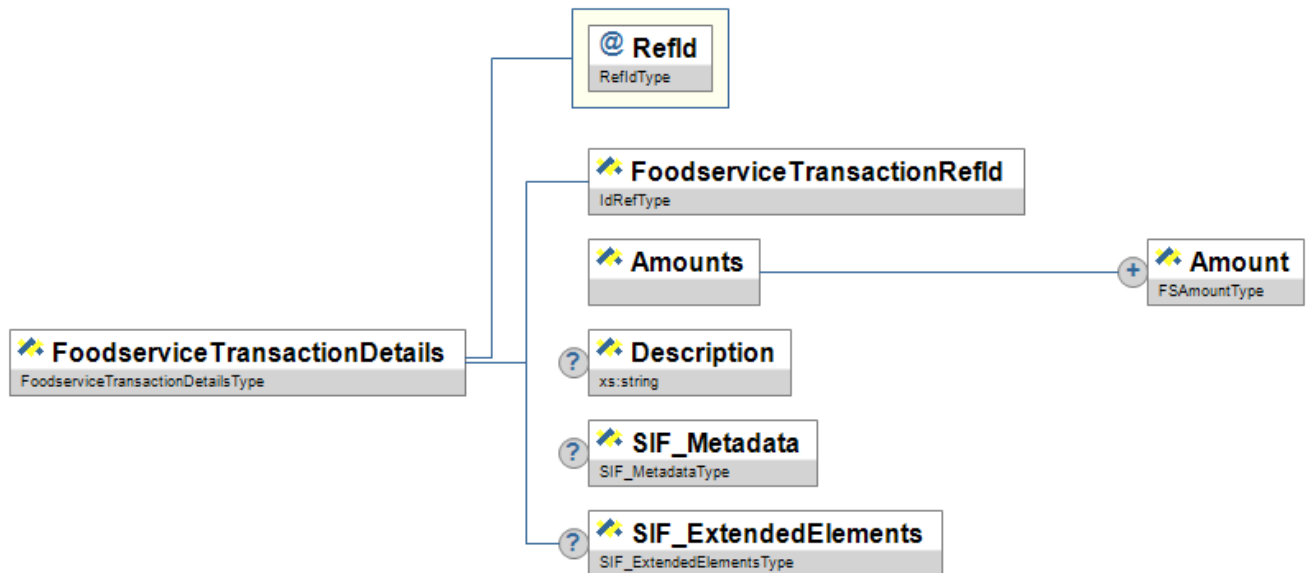 @ RefId
RefIdType
FoodserviceTransactionRefId
IdRefType
Amounts
+
Amount
FSAmountType
FoodserviceTransactionDetails
FoodserviceTransactionDetailsType
?
Description
xs:string
?
SIF_Metadata
SIF_MetadataType
?
SIF_ExtendedElements
SIF_ExtendedElementsType